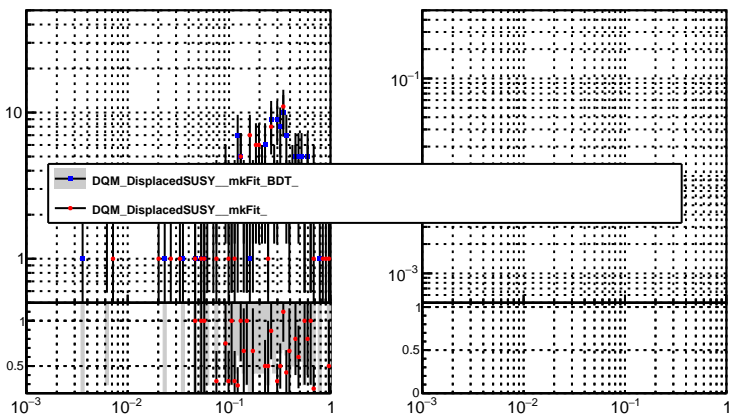 10
1
1
0.5
10⁻³ 10⁻² 10⁻¹ 1
DQM_DisplacedSUSY__mkFit_BDT_
DQM_DisplacedSUSY__mkFit_
10⁻¹
10⁻³
1
0.5
0
10⁻³ 10⁻² 10⁻¹ 1